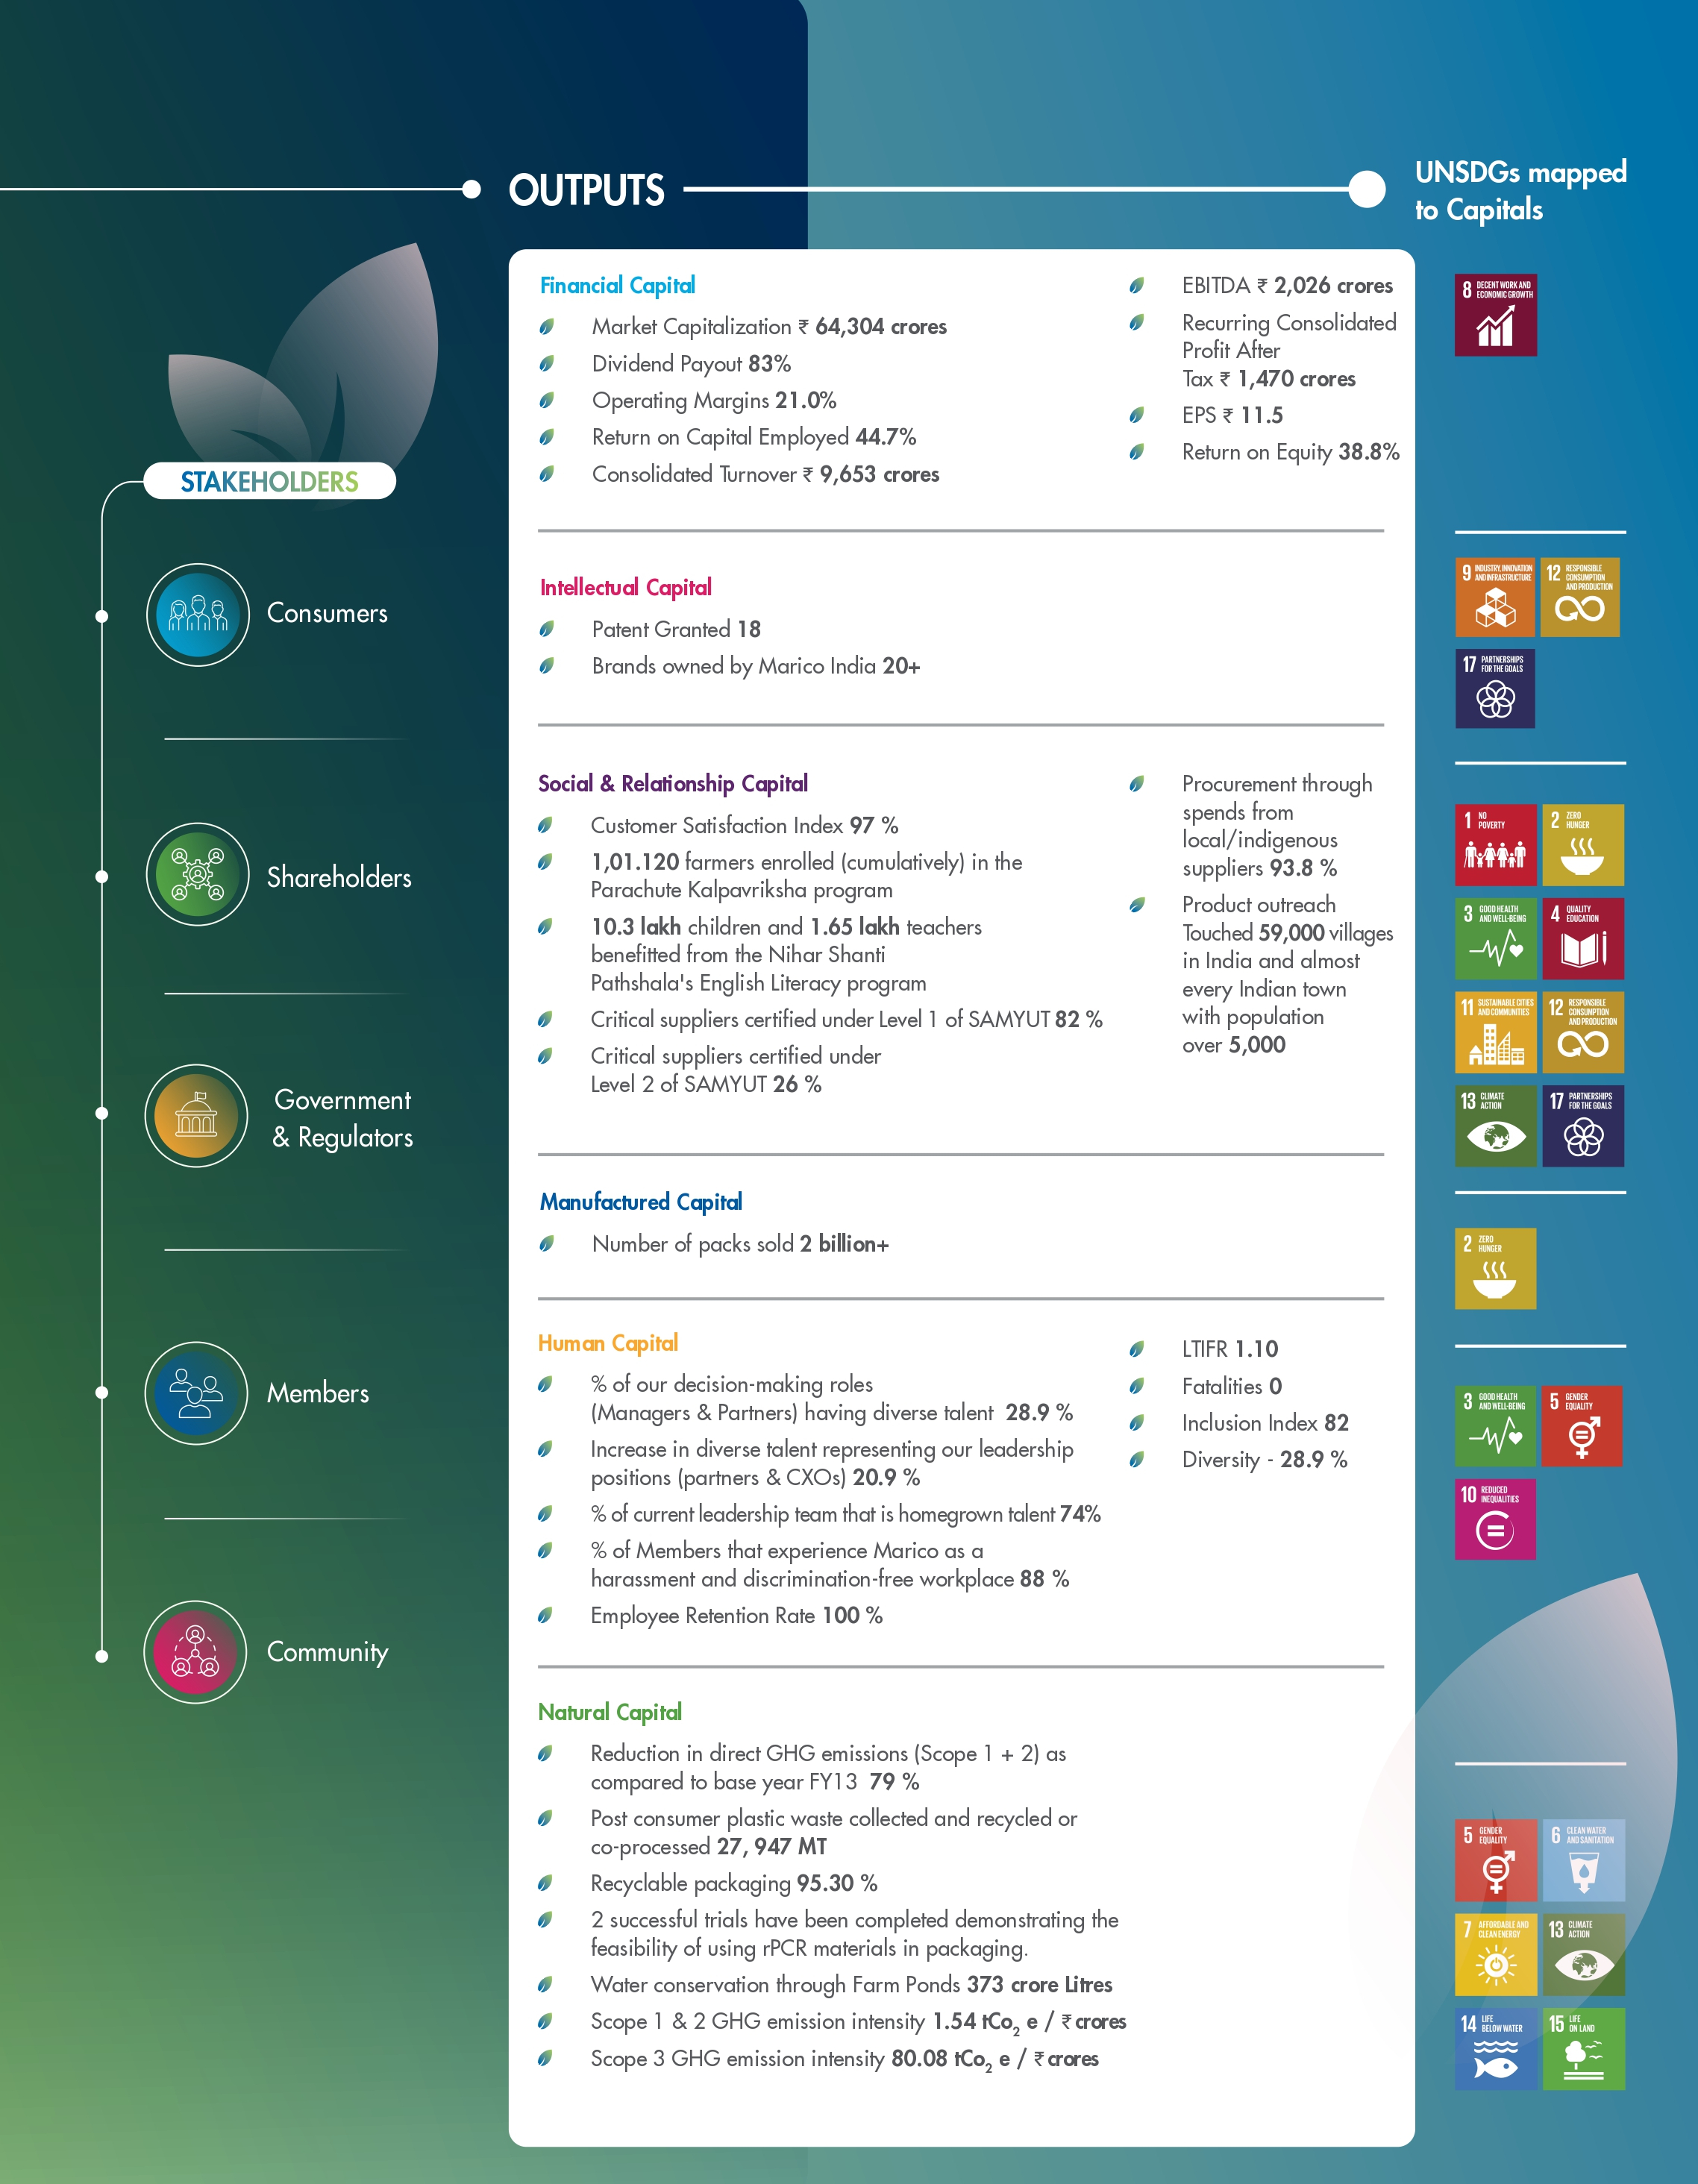 OUTPUTS
UNSDGs mapped
to Capitals
STAKEHOLDERS
Consumers
Shareholders
Government
& Regulators
Members
Community
Financial Capital
Market Capitalization ₹ 64,304 crores
Dividend Payout 83%
Operating Margins 21.0%
Return on Capital Employed 44.7%
Consolidated Turnover ₹ 9,653 crores
EBITDA ₹ 2,026 crores
Recurring Consolidated
Profit After
Tax ₹ 1,470 crores
EPS ₹ 11.5
Return on Equity 38.8%
8 DECENT WORK AND
ECONOMIC GROWTH
Intellectual Capital
Patent Granted 18
Brands owned by Marico India 20+
9 INDUSTRY, INNOVATION
AND INFRASTRUCTURE
12 RESPONSIBLE
CONSUMPTION
AND PRODUCTION
17 PARTNERSHIPS
FOR THE GOALS
Social & Relationship Capital
Customer Satisfaction Index 97 %
1,01.120 farmers enrolled (cumulatively) in the
Parachute Kalpavriksha program
10.3 lakh children and 1.65 lakh teachers
benefitted from the Nihar Shanti
Pathshala's English Literacy program
Critical suppliers certified under Level 1 of SAMYUT 82 %
Critical suppliers certified under
Level 2 of SAMYUT 26 %
Procurement through
spends from
local/indigenous
suppliers 93.8 %
Product outreach
Touched 59,000 villages
in India and almost
every Indian town
with population
over 5,000
1 NO
POVERTY
2 ZERO
HUNGER
3 GOOD HEALTH
AND WELL-BEING
4 QUALITY
EDUCATION
11 SUSTAINABLE CITIES
AND COMMUNITIES
12 RESPONSIBLE
CONSUMPTION
AND PRODUCTION
13 CLIMATE
ACTION
17 PARTNERSHIPS
FOR THE GOALS
Manufactured Capital
Number of packs sold 2 billion+
2 ZERO
HUNGER
Human Capital
% of our decision-making roles
(Managers & Partners) having diverse talent 28.9 %
Increase in diverse talent representing our leadership
positions (partners & CXOs) 20.9 %
% of current leadership team that is homegrown talent 74%
% of Members that experience Marico as a
harassment and discrimination-free workplace 88 %
Employee Retention Rate 100 %
LTIFR 1.10
Fatalities 0
Inclusion Index 82
Diversity - 28.9 %
3 GOOD HEALTH
AND WELL-BEING
5 GENDER
EQUALITY
10 REDUCED
INEQUALITIES
Natural Capital
Reduction in direct GHG emissions (Scope 1 + 2) as
compared to base year FY13 79 %
Post consumer plastic waste collected and recycled or
co-processed 27, 947 MT
Recyclable packaging 95.30 %
2 successful trials have been completed demonstrating the
feasibility of using rPCR materials in packaging.
Water conservation through Farm Ponds 373 crore Litres
Scope 1 & 2 GHG emission intensity 1.54 tCo₂ e / ₹ crores
Scope 3 GHG emission intensity 80.08 tCo₂ e / ₹ crores
5 GENDER
EQUALITY
6 CLEAN WATER
AND SANITATION
7 AFFORDABLE AND
CLEAN ENERGY
13 CLIMATE
ACTION
14 LIFE
BELOW WATER
15 LIFE
ON LAND